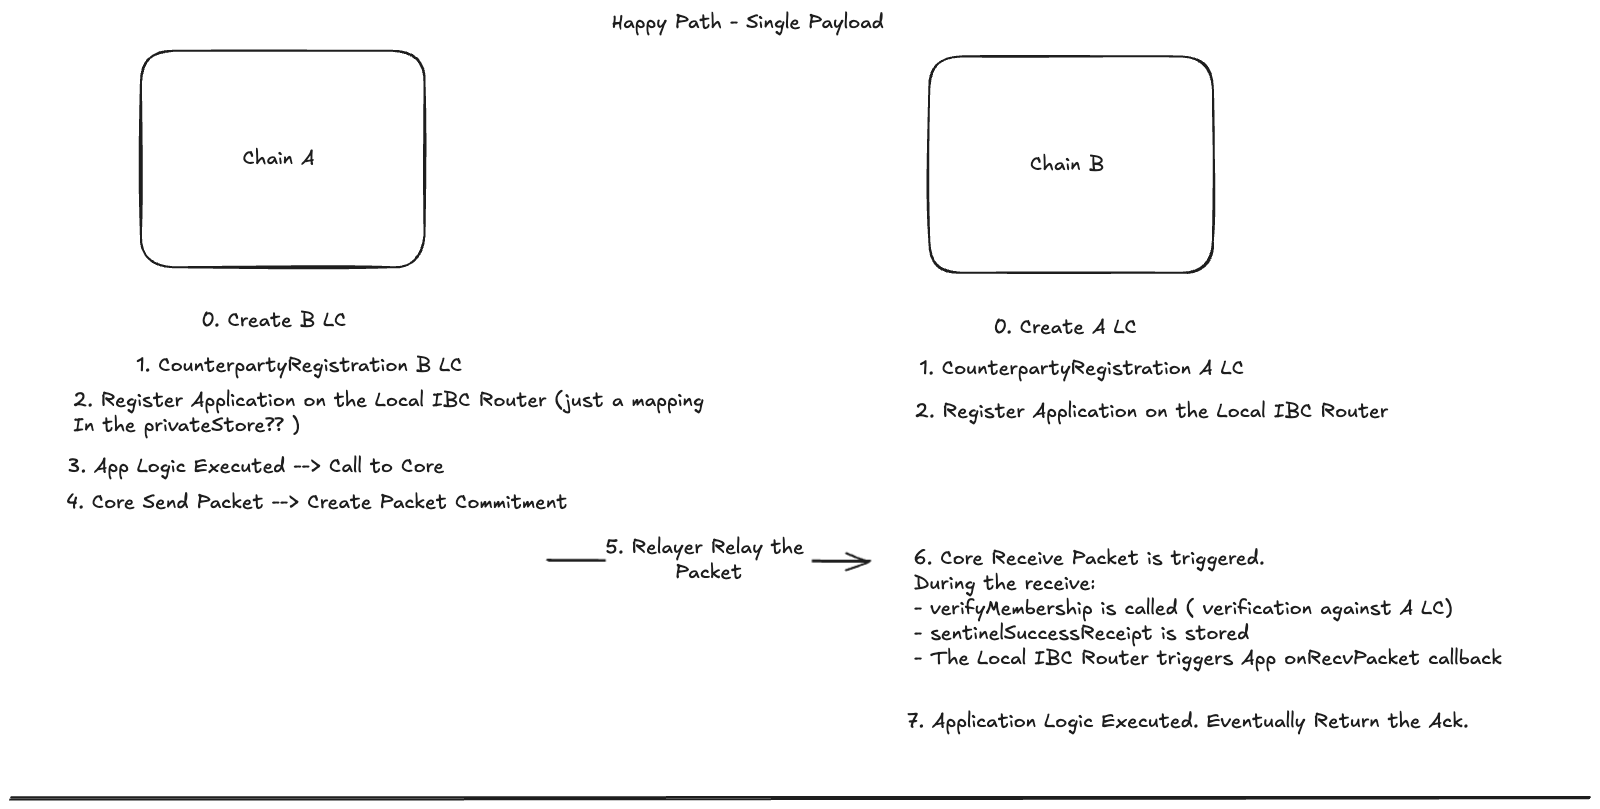 Happy Path - Single Payload
Chain A
Chain B
0. Create B LC
1. CounterpartyRegistration B LC
2. Register Application on the Local IBC Router (just a mapping
In the privateStore?? )
3. App Logic Executed --> Call to Core
4. Core Send Packet --> Create Packet Commitment
0. Create A LC
1. CounterpartyRegistration A LC
2. Register Application on the Local IBC Router
5. Relayer Relay the
Packet
6. Core Receive Packet is triggered.
During the receive:
- verifyMembership is called ( verification against A LC)
- sentinelSuccessReceipt is stored
- The Local IBC Router triggers App onRecvPacket callback
7. Application Logic Executed. Eventually Return the Ack.